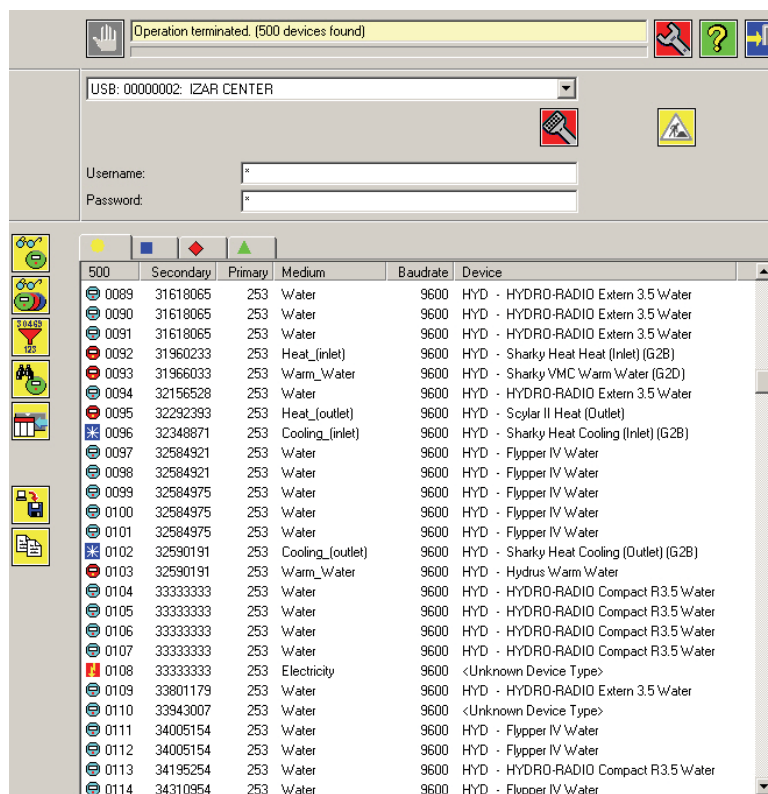 Operation terminated. (500 devices found)
USB: 00000002: IZAR CENTER
Username: *
Password: *
30469
123
500 Secondary Primary Medium Baudrate Device
0089 31618065 253 Water 9600 HYD - HYDRO-RADIO Extern 3.5 Water
0090 31618065 253 Water 9600 HYD - HYDRO-RADIO Extern 3.5 Water
0091 31618065 253 Water 9600 HYD - HYDRO-RADIO Extern 3.5 Water
0092 31960233 253 Heat_(inlet) 9600 HYD - Sharky Heat Heat (Inlet) (G2B)
0093 31966033 253 Warm_Water 9600 HYD - Sharky VMC Warm Water (G2D)
0094 32156528 253 Water 9600 HYD - HYDRO-RADIO Extern 3.5 Water
0095 32292393 253 Heat_(outlet) 9600 HYD - Scylar II Heat (Outlet)
0096 32348871 253 Cooling_(inlet) 9600 HYD - Sharky Heat Cooling (Inlet) (G2B)
0097 32584921 253 Water 9600 HYD - Flypper IV Water
0098 32584921 253 Water 9600 HYD - Flypper IV Water
0099 32584975 253 Water 9600 HYD - Flypper IV Water
0100 32584975 253 Water 9600 HYD - Flypper IV Water
0101 32584975 253 Water 9600 HYD - Flypper IV Water
0102 32590191 253 Cooling_(outlet) 9600 HYD - Sharky Heat Cooling (Outlet) (G2B)
0103 32590191 253 Warm_Water 9600 HYD - Hydrus Warm Water
0104 33333333 253 Water 9600 HYD - HYDRO-RADIO Compact R3.5 Water
0105 33333333 253 Water 9600 HYD - HYDRO-RADIO Compact R3.5 Water
0106 33333333 253 Water 9600 HYD - HYDRO-RADIO Compact R3.5 Water
0107 33333333 253 Water 9600 HYD - HYDRO-RADIO Compact R3.5 Water
0108 33333333 253 Electricity 9600 <Unknown Device Type>
0109 33801179 253 Water 9600 HYD - HYDRO-RADIO Extern 3.5 Water
0110 33943007 253 Water 9600 <Unknown Device Type>
0111 34005154 253 Water 9600 HYD - Flypper IV Water
0112 34005154 253 Water 9600 HYD - Flypper IV Water
0113 34195254 253 Water 9600 HYD - HYDRO-RADIO Compact R3.5 Water
0114 34310954 253 Water 9600 HYD - Flypper IV Water